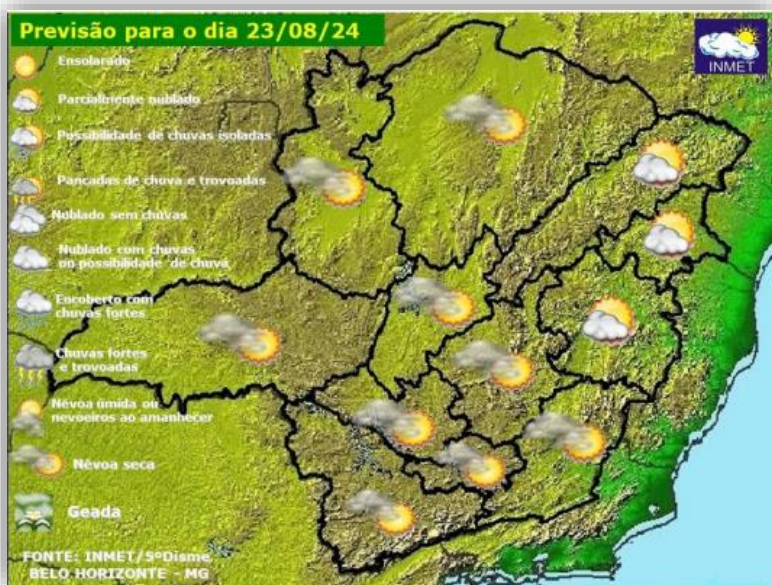 Previsão para o dia 23/08/24
INMET
Ensolarado
Parcialmente nublado
Possibilidade de chuvas isoladas
Pancadas de chuva e trovoadas
Nublado sem chuvas
Nublado com chuvas
ou possibilidade de chuva
Encoberto com
chuvas fortes
Chuvas fortes
e trovoadas
Névoa úmida ou
nevoeiros ao amanhecer
Névoa seca
Geada
FONTE: INMET/5ºDisme
BELO HORIZONTE - MG